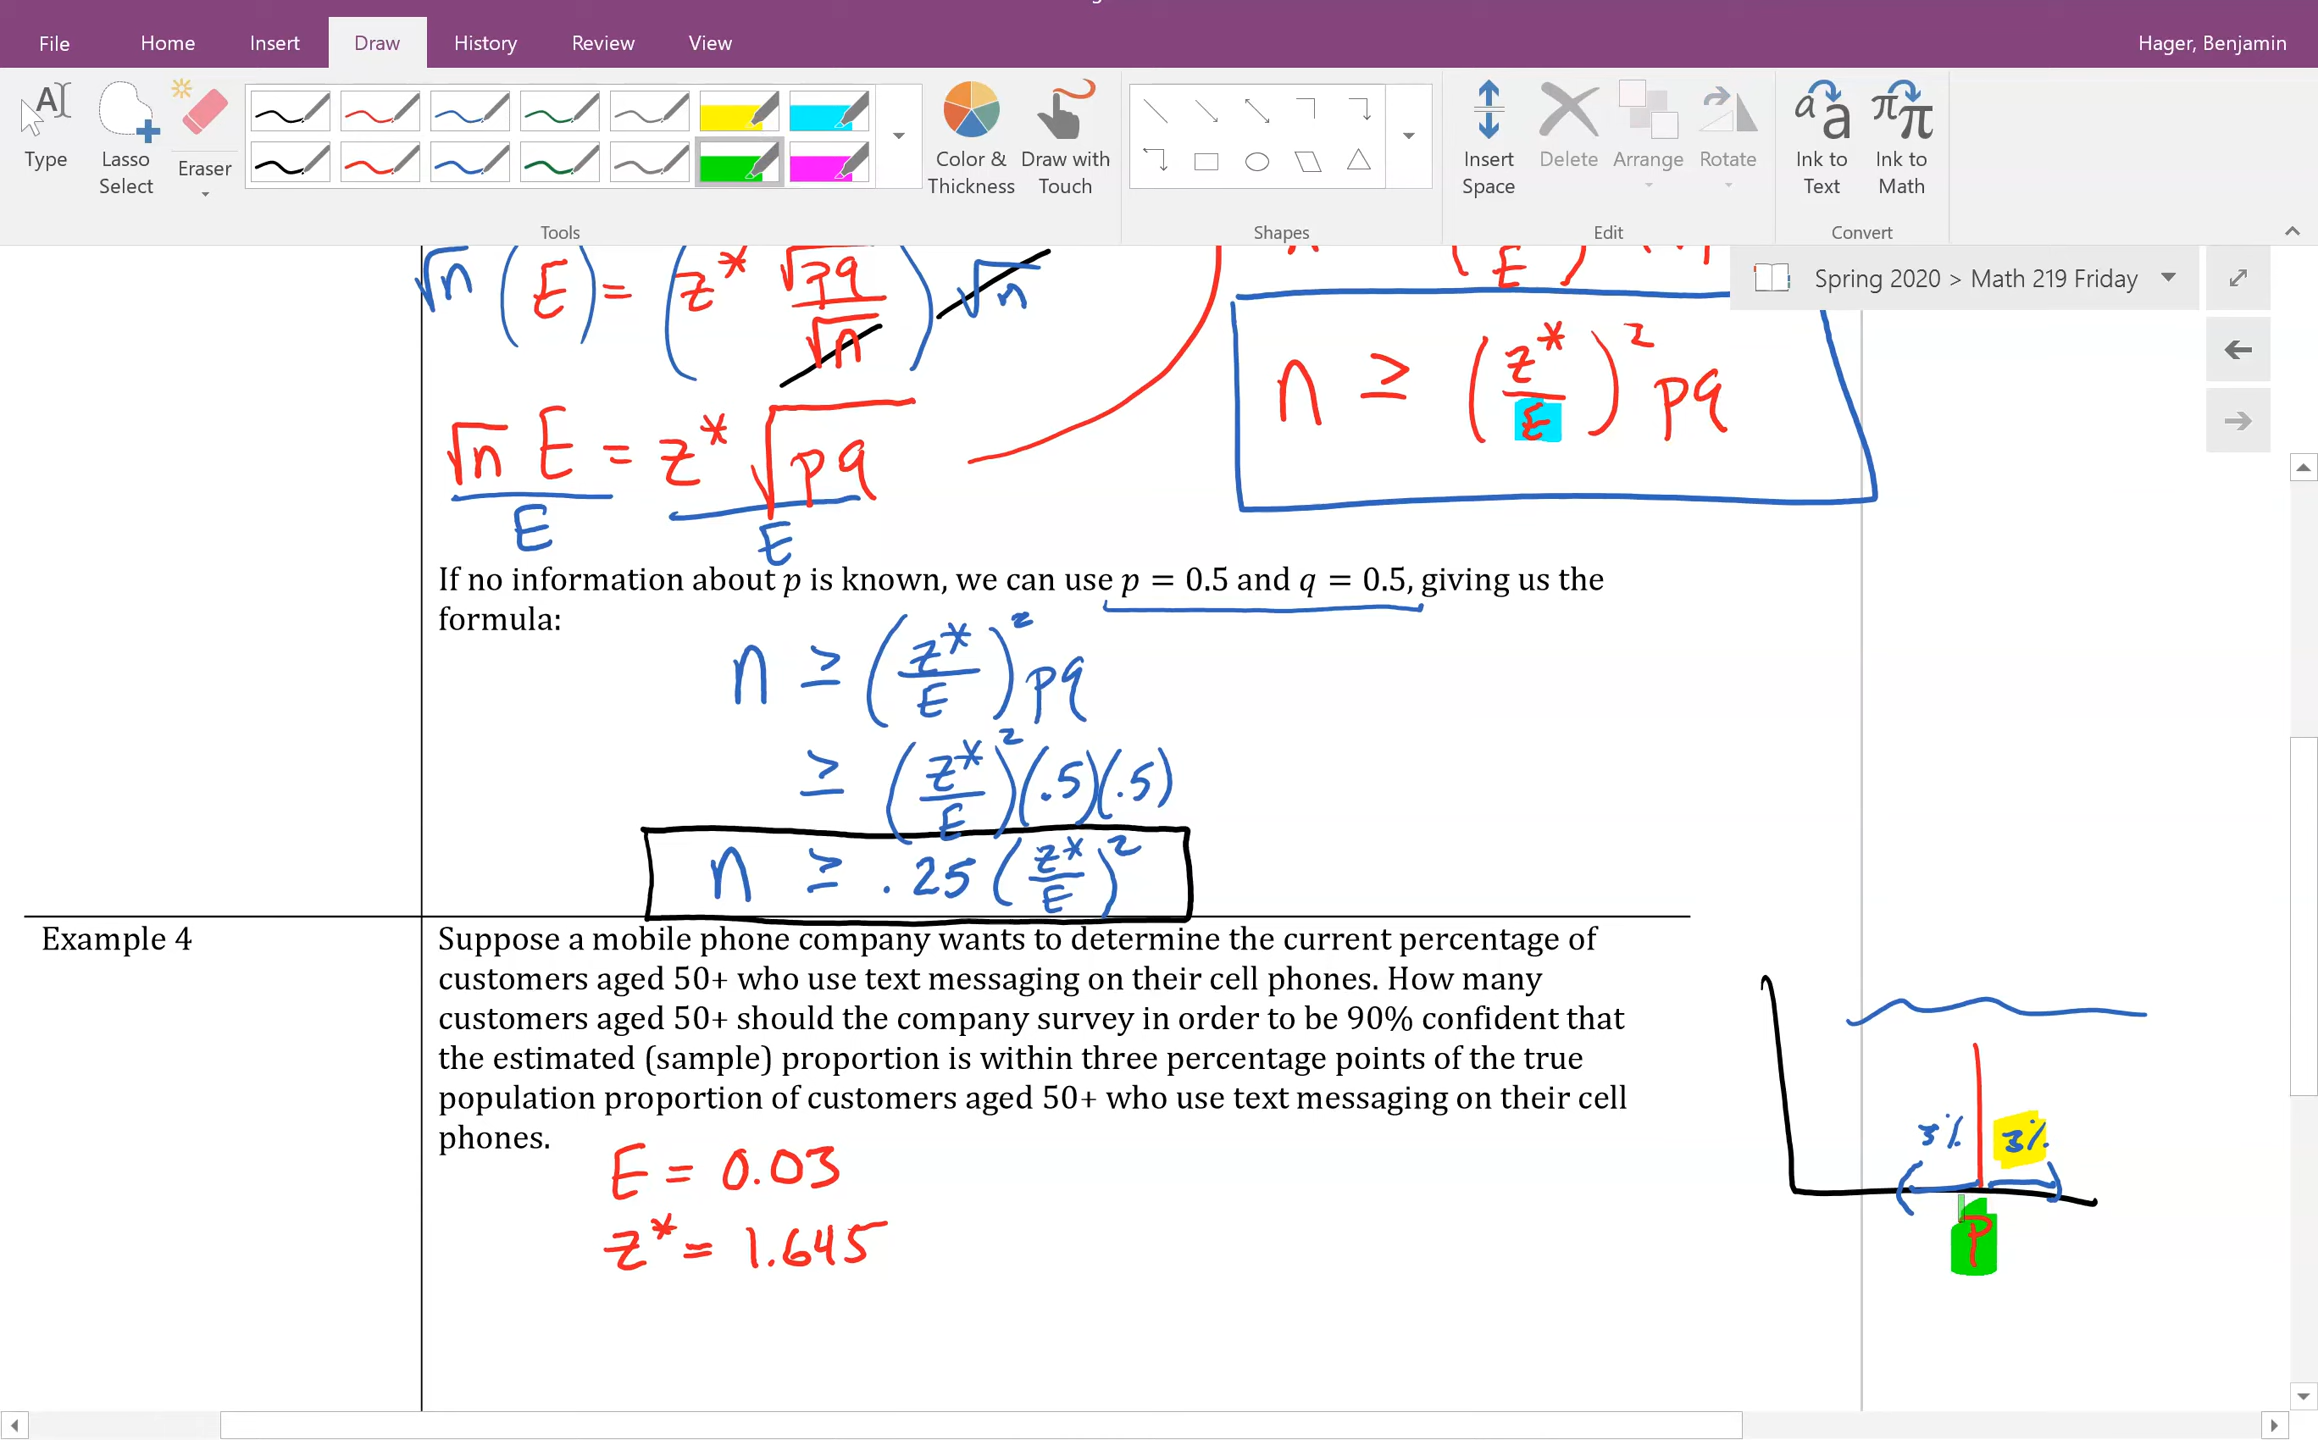 File Home Insert Draw History Review View Hager, Benjamin
Type
Lasso Select
Eraser
Color & Thickness
Draw with Touch
Insert Space
Delete
Arrange
Rotate
Ink to Text
Ink to Math
Tools Shapes Edit Convert
Spring 2020 > Math 219 Friday
√n (E) = (z* √pq / √n) √n
√n E / E = z* √pq / E
E
n ≥ (z*/E)² pq
If no information about p is known, we can use p = 0.5 and q = 0.5, giving us the
formula:
n ≥ (z*/E)² pq
≥ (z*/E)² (.5)(.5)
n ≥ .25 (z*/E)²
Example 4
Suppose a mobile phone company wants to determine the current percentage of
customers aged 50+ who use text messaging on their cell phones. How many
customers aged 50+ should the company survey in order to be 90% confident that
the estimated (sample) proportion is within three percentage points of the true
population proportion of customers aged 50+ who use text messaging on their cell
phones.
E = 0.03
z* = 1.645
3% 3%
P